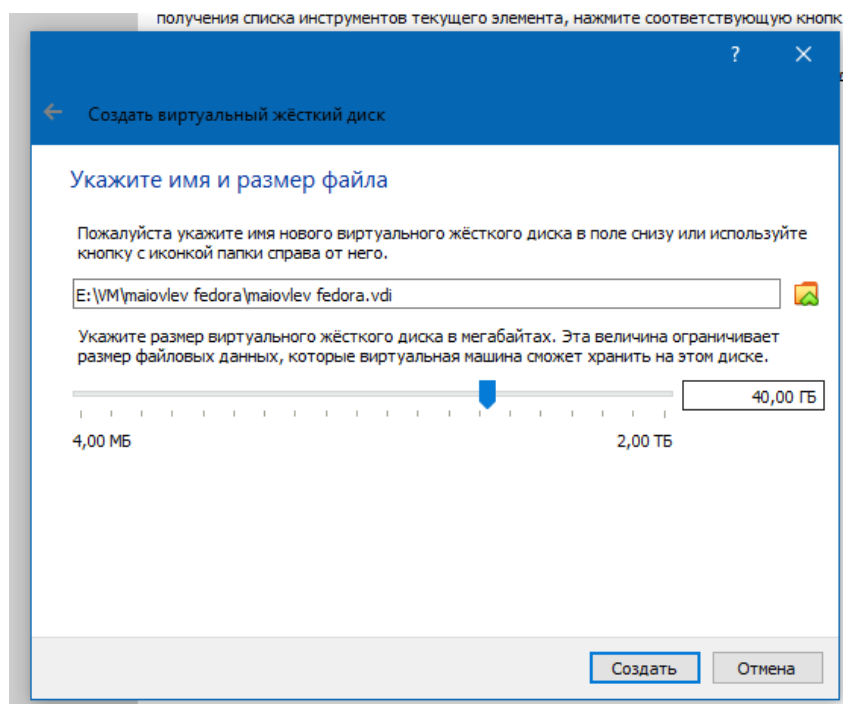 получения списка инструментов текущего элемента, нажмите соответствующую кнопк
?
Создать виртуальный жёсткий диск
Укажите имя и размер файла
Пожалуйста укажите имя нового виртуального жёсткого диска в поле снизу или используйте
кнопку с иконкой папки справа от него.
E:\VM\maiovlev fedora\maiovlev fedora.vdi
Укажите размер виртуального жёсткого диска в мегабайтах. Эта величина ограничивает
размер файловых данных, которые виртуальная машина сможет хранить на этом диске.
40,00 ГБ
4,00 МБ 2,00 ТБ
Создать Отмена